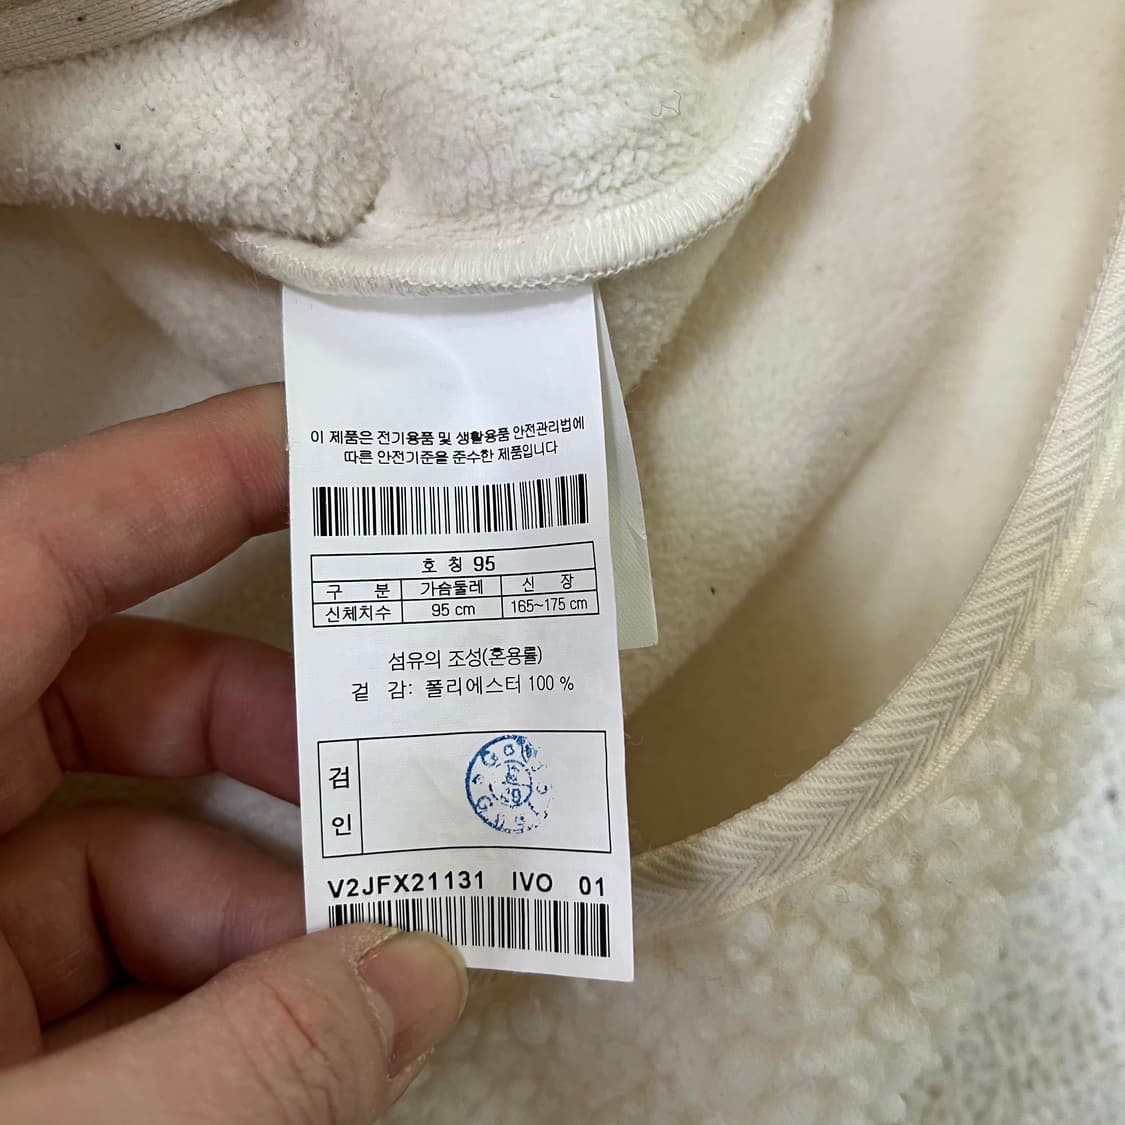 이 제품은 전기용품 및 생활용품 안전관리법에
따른 안전기준을 준수한 제품입니다
호 칭 95
구 분 가슴둘레 신 장
신체치수 95 cm 165~175 cm
섬유의 조성(혼용률)
겉 감: 폴리에스터 100 %
검
인
V2JFX21131 IVO 01